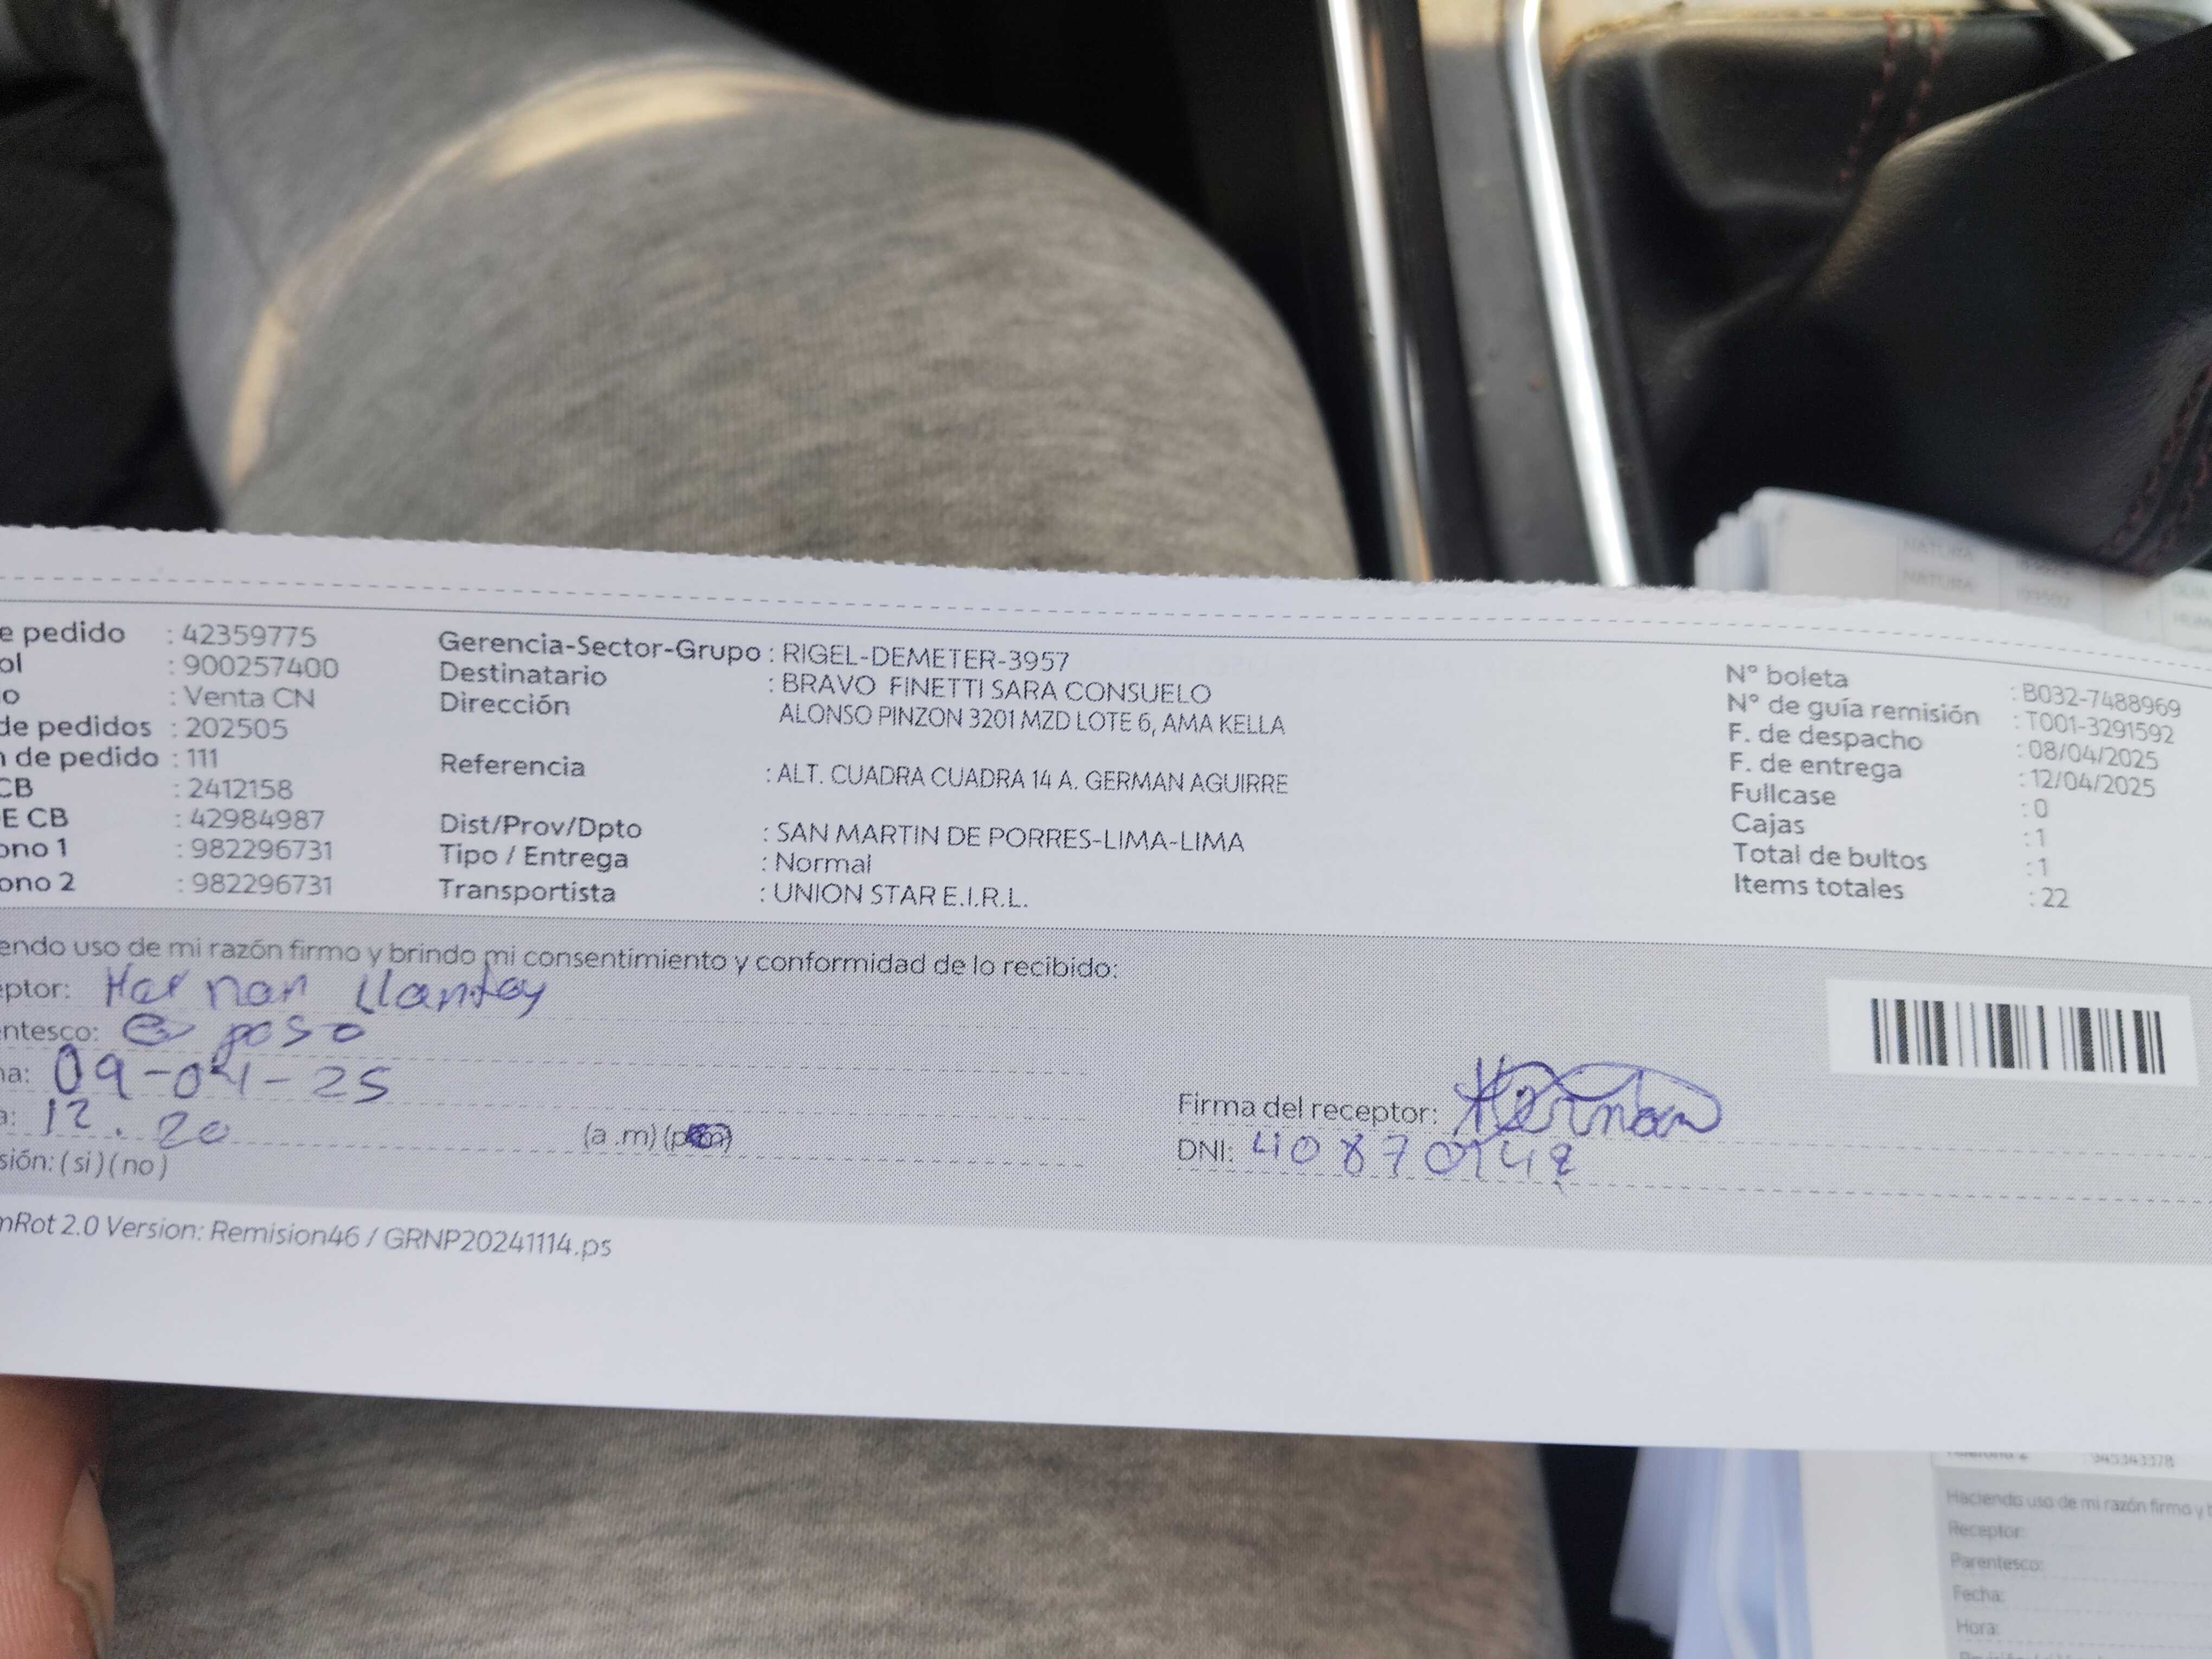 e pedido : 42359775
ol : 900257400
o : Venta CN
de pedidos : 202505
n de pedido : 111
CB : 2412158
E CB : 42984987
ono 1 : 982296731
ono 2 : 982296731
Gerencia-Sector-Grupo : RIGEL-DEMETER-3957
Destinatario : BRAVO FINETTI SARA CONSUELO
Dirección ALONSO PINZON 3201 MZD LOTE 6, AMA KELLA
Referencia : ALT. CUADRA CUADRA 14 A. GERMAN AGUIRRE
Dist/Prov/Dpto : SAN MARTIN DE PORRES-LIMA-LIMA
Tipo / Entrega : Normal
Transportista : UNION STAR E.I.R.L.
N° boleta : B032-7488969
N° de guía remisión : T001-3291592
F. de despacho : 08/04/2025
F. de entrega : 12/04/2025
Fullcase : 0
Cajas : 1
Total de bultos : 1
Items totales : 22
endo uso de mi razón firmo y brindo mi consentimiento y conformidad de lo recibido:
eptor: Hernan Llantoy
entesco: esposo
ha: 09-04-25
a: 12.20 (a.m) (pm)
sión: (si) (no)
Firma del receptor: Hernan
DNI: 408709
mRot 2.0 Version: Remision46 / GRNP20241114.ps
NATURA
NATURA
945343378
Haciendo uso de mi razón firmo y b
Receptor:
Parentesco:
Fecha:
Hora: